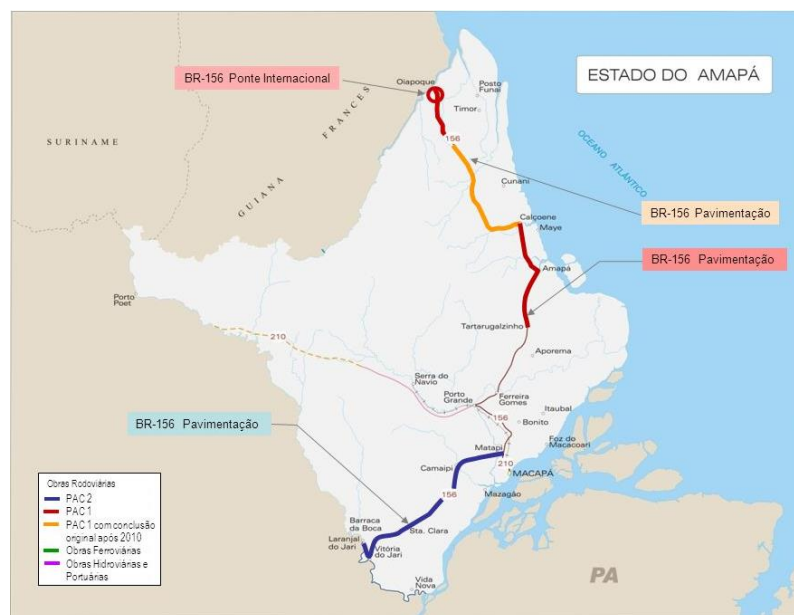 BR-156 Ponte Internacional
Oiapoque
Posto
Funai
ESTADO DO AMAPÁ
Timor
156
SURINAME
GUIANA FRANCES
OCEANO ATLÂNTICO
Cunani
BR-156 Pavimentação
Calçoene
Maye
BR-156 Pavimentação
Amapá
Porto
Poet
Tartarugalzinho
210
Aporema
Serra do
Navio
Porto
Grande
Ferreira
Gomes
Itaubal
156
Bonito
BR-156 Pavimentação
Matapi
Foz do
Macacoari
Camaipi
210
MACAPÁ
156
Mazagão
Obras Rodoviárias
PAC 2
PAC 1
PAC 1 com conclusão
original após 2010
Obras Ferroviárias
Obras Hidroviárias e
Portuárias
Barraca
da Boca
Sta. Clara
Laranjal
do Jari
Vitória
do Jari
Vida
Nova
PA